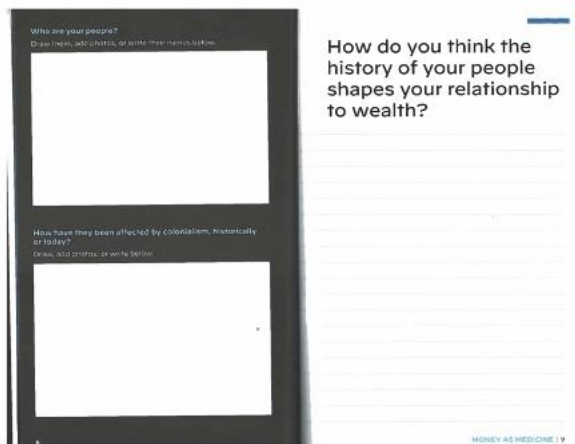 Who are your people?
Draw them, add photos, or write their names below.
How have they been affected by colonialism, historically
or today?
Draw, add photos, or write below.
How do you think the
history of your people
shapes your relationship
to wealth?
MONEY AS MEDICINE | 9